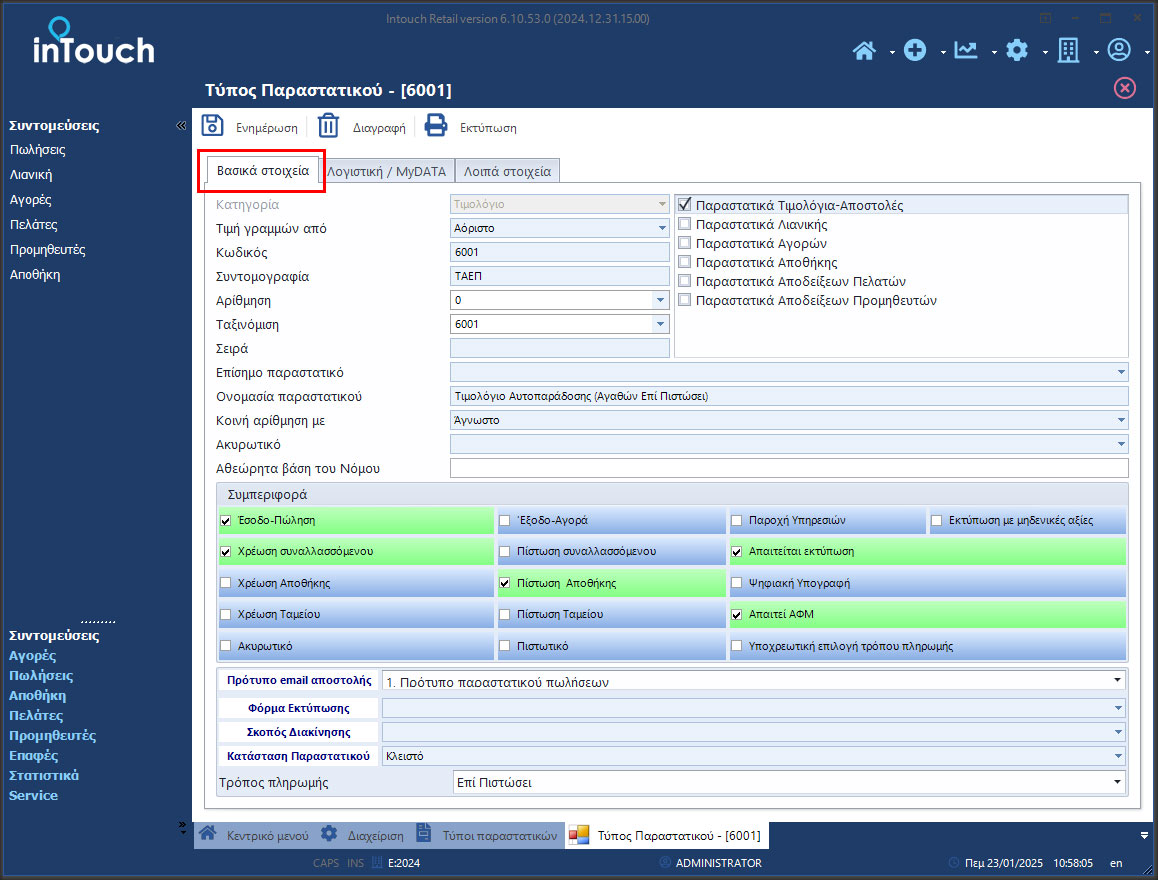 Intouch Retail version 6.10.53.0 (2024.12.31.15.00)
inTouch
Τύπος Παραστατικού - [6001]
Συντομεύσεις
Πωλήσεις
Λιανική
Αγορές
Πελάτες
Προμηθευτές
Αποθήκη
Ενημέρωση Διαγραφή Εκτύπωση
Βασικά στοιχεία Λογιστική / MyDATA Λοιπά στοιχεία
Κατηγορία Τιμολόγιο
Τιμή γραμμών από Αόριστο
Κωδικός 6001
Συντομογραφία ΤΑΕΠ
Αρίθμηση 0
Ταξινόμιση 6001
Σειρά
Παραστατικά Τιμολόγια-Αποστολές
Παραστατικά Λιανικής
Παραστατικά Αγορών
Παραστατικά Αποθήκης
Παραστατικά Αποδείξεων Πελατών
Παραστατικά Αποδείξεων Προμηθευτών
Επίσημο παραστατικό
Ονομασία παραστατικού Τιμολόγιο Αυτοπαράδοσης (Αγαθών Επί Πιστώσει)
Κοινή αρίθμηση με Άγνωστο
Ακυρωτικό
Αθεώρητα βάση του Νόμου
Συμπεριφορά
Έσοδο-Πώληση Έξοδο-Αγορά Παροχή Υπηρεσιών Εκτύπωση με μηδενικές αξίες
Χρέωση συναλλασσόμενου Πίστωση συναλλασσόμενου Απαιτείται εκτύπωση
Χρέωση Αποθήκης Πίστωση Αποθήκης Ψηφιακή Υπογραφή
Χρέωση Ταμείου Πίστωση Ταμείου Απαιτεί ΑΦΜ
Ακυρωτικό Πιστωτικό Υποχρεωτική επιλογή τρόπου πληρωμής
Πρότυπο email αποστολής 1. Πρότυπο παραστατικού πωλήσεων
Φόρμα Εκτύπωσης
Σκοπός Διακίνησης
Κατάσταση Παραστατικού Κλειστό
Τρόπος πληρωμής Επί Πιστώσει
Συντομεύσεις
Αγορές
Πωλήσεις
Αποθήκη
Πελάτες
Προμηθευτές
Επαφές
Στατιστικά
Service
Κεντρικό μενού Διαχείριση Τύποι παραστατικών Τύπος Παραστατικού - [6001]
CAPS INS E:2024 ADMINISTRATOR Πεμ 23/01/2025 10:58:05 en